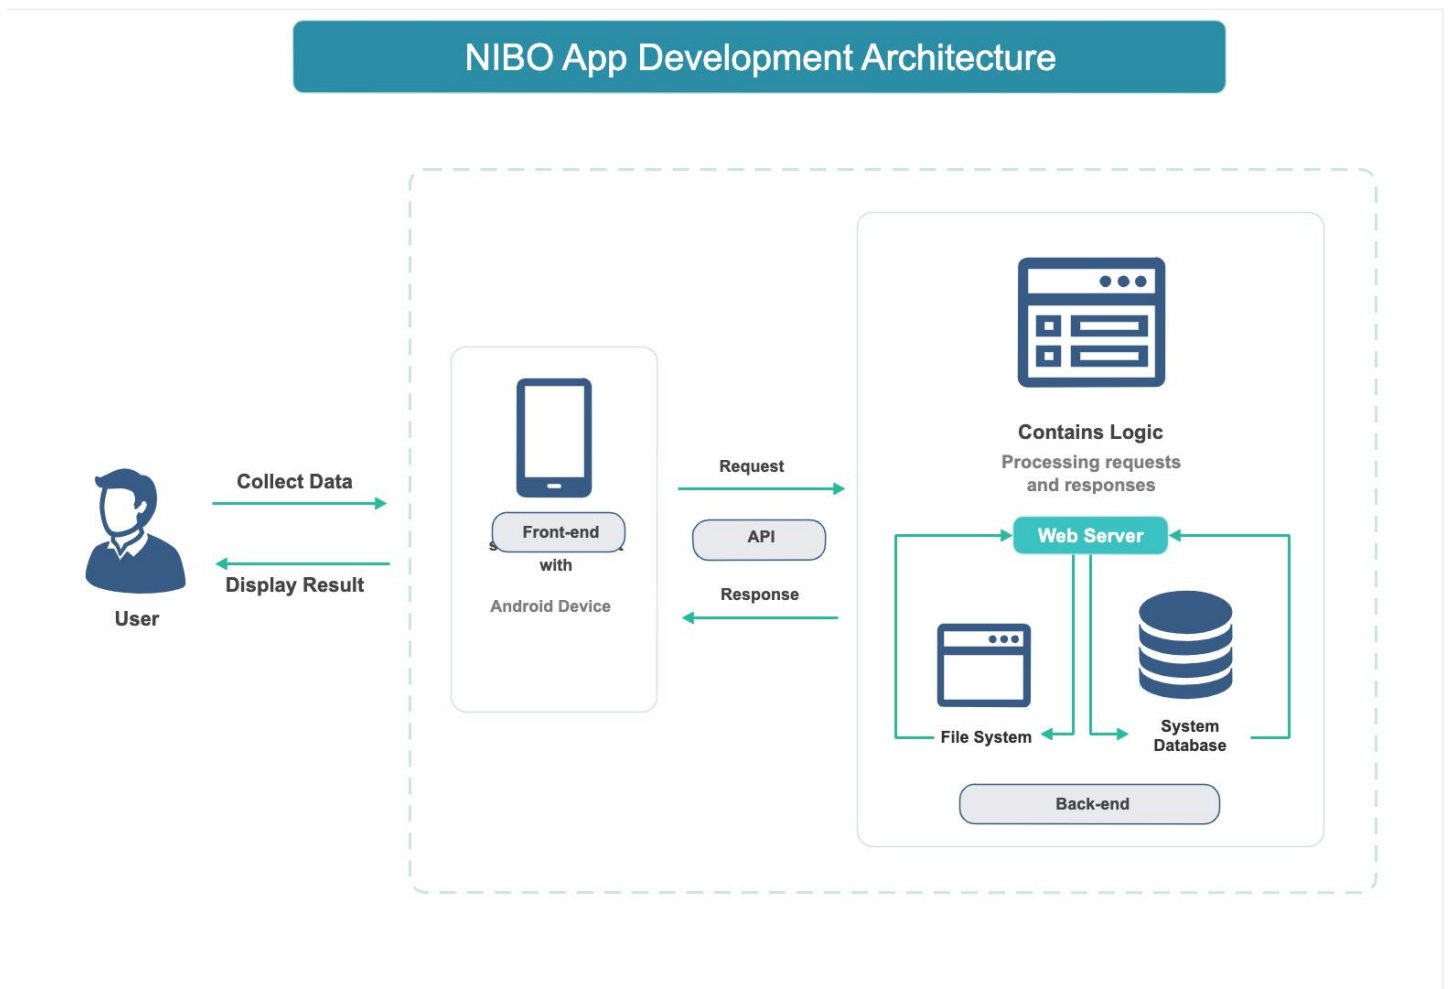 NIBO App Development Architecture
Collect Data
Display Result
User
Front-end
with
Android Device
Request
API
Response
Contains Logic
Processing requests
and responses
Web Server
File System
System
Database
Back-end